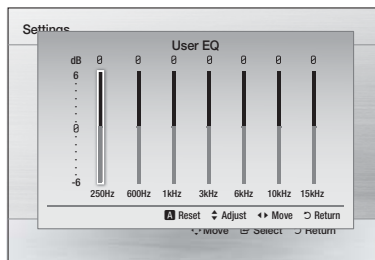 Settings
User EQ
dB 0 0 0 0 0 0 0
6
0
-6
250Hz 600Hz 1kHz 3kHz 6kHz 10kHz 15kHz
A Reset Adjust Move Return
Move Select Return